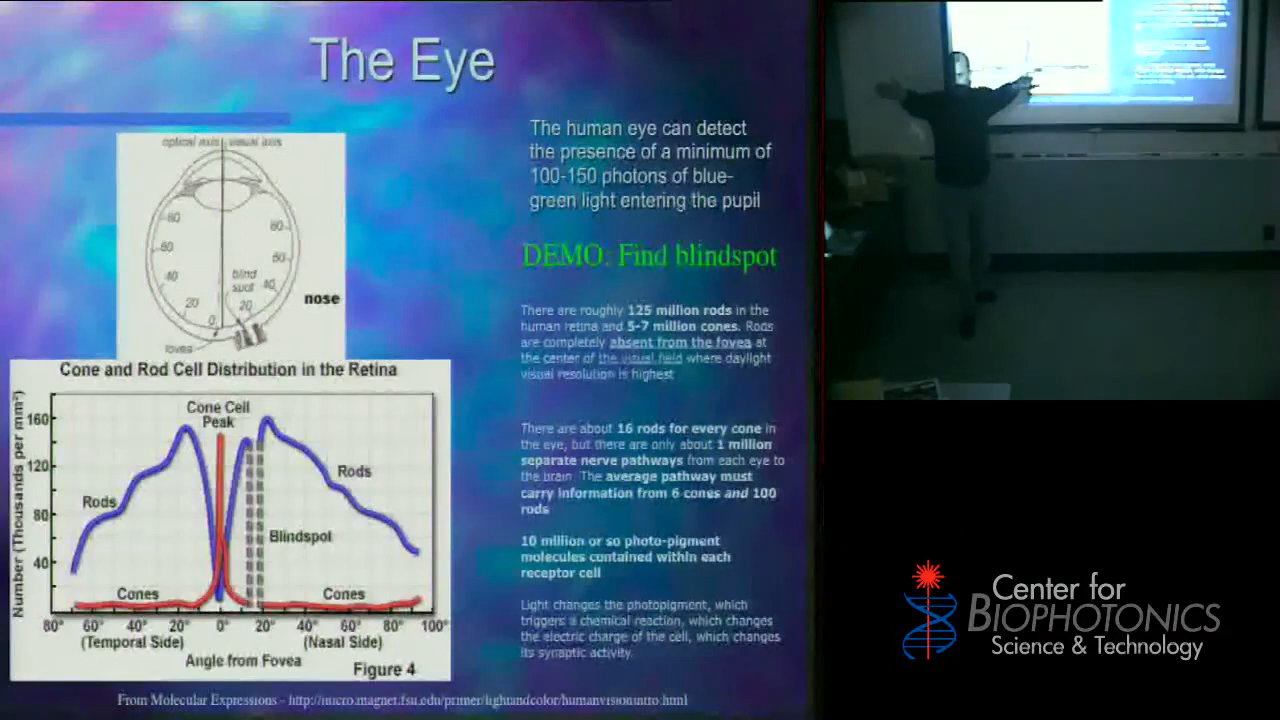 The Eye
optical axis visual axis
80
80
60
60
40
40
blind
spot
20
20
0
nose
fovea
Cone and Rod Cell Distribution in the Retina
Number (Thousands per mm²)
160
120
80
40
Cone Cell
Peak
Rods
Rods
Blindspot
Cones
Cones
80° 60° 40° 20° 0° 20° 40° 60° 80° 100°
(Temporal Side) (Nasal Side)
Angle from Fovea
Figure 4
The human eye can detect
the presence of a minimum of
100-150 photons of blue-
green light entering the pupil
DEMO: Find blindspot
There are roughly 125 million rods in the
human retina and 5-7 million cones. Rods
are completely absent from the fovea at
the center of the visual field where daylight
visual resolution is highest
There are about 16 rods for every cone in
the eye, but there are only about 1 million
separate nerve pathways from each eye to
the brain. The average pathway must
carry information from 6 cones and 100
rods
10 million or so photo-pigment
molecules contained within each
receptor cell
Light changes the photopigment, which
triggers a chemical reaction, which changes
the electric charge of the cell, which changes
its synaptic activity.
From Molecular Expressions - http://micro.magnet.fsu.edu/primer/lightandcolor/humanvisionintro.html
Center for
BIOPHOTONICS
Science & Technology